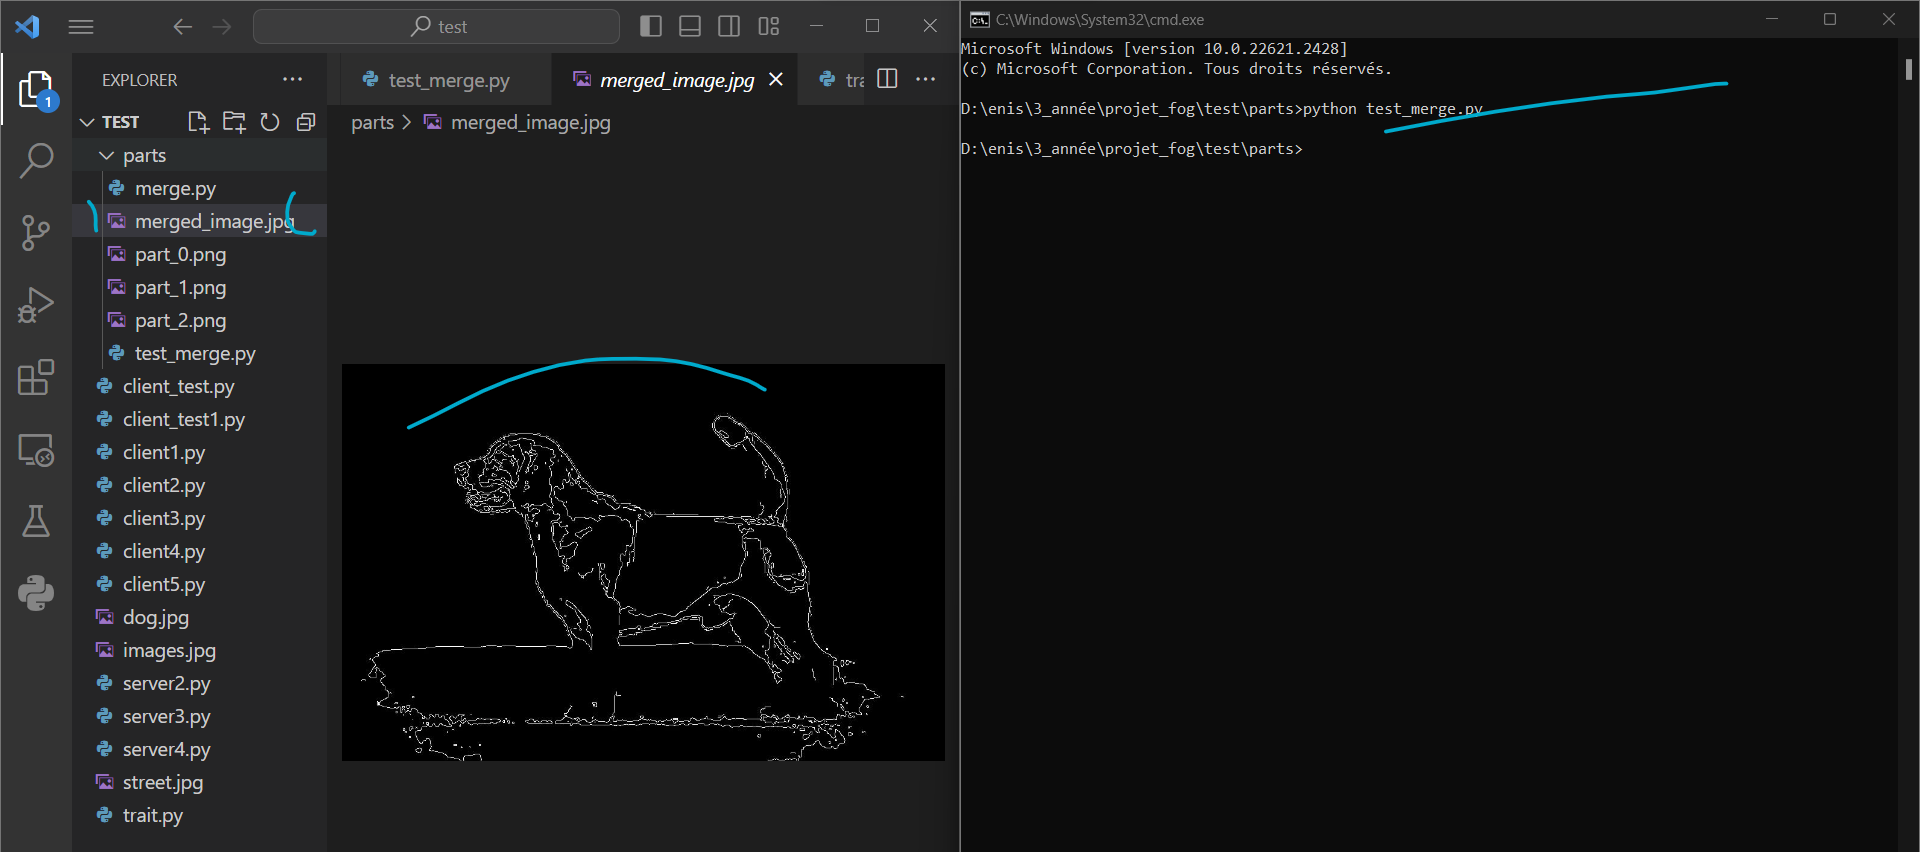 test
EXPLORER
TEST
parts
merge.py
merged_image.jpg
part_0.png
part_1.png
part_2.png
test_merge.py
client_test.py
client_test1.py
client1.py
client2.py
client3.py
client4.py
client5.py
dog.jpg
images.jpg
server2.py
server3.py
server4.py
street.jpg
trait.py
1
test_merge.py
merged_image.jpg
tra
parts > merged_image.jpg
C:\Windows\System32\cmd.exe
Microsoft Windows [version 10.0.22621.2428]
(c) Microsoft Corporation. Tous droits réservés.
D:\enis\3_année\projet_fog\test\parts>python test_merge.py
D:\enis\3_année\projet_fog\test\parts>